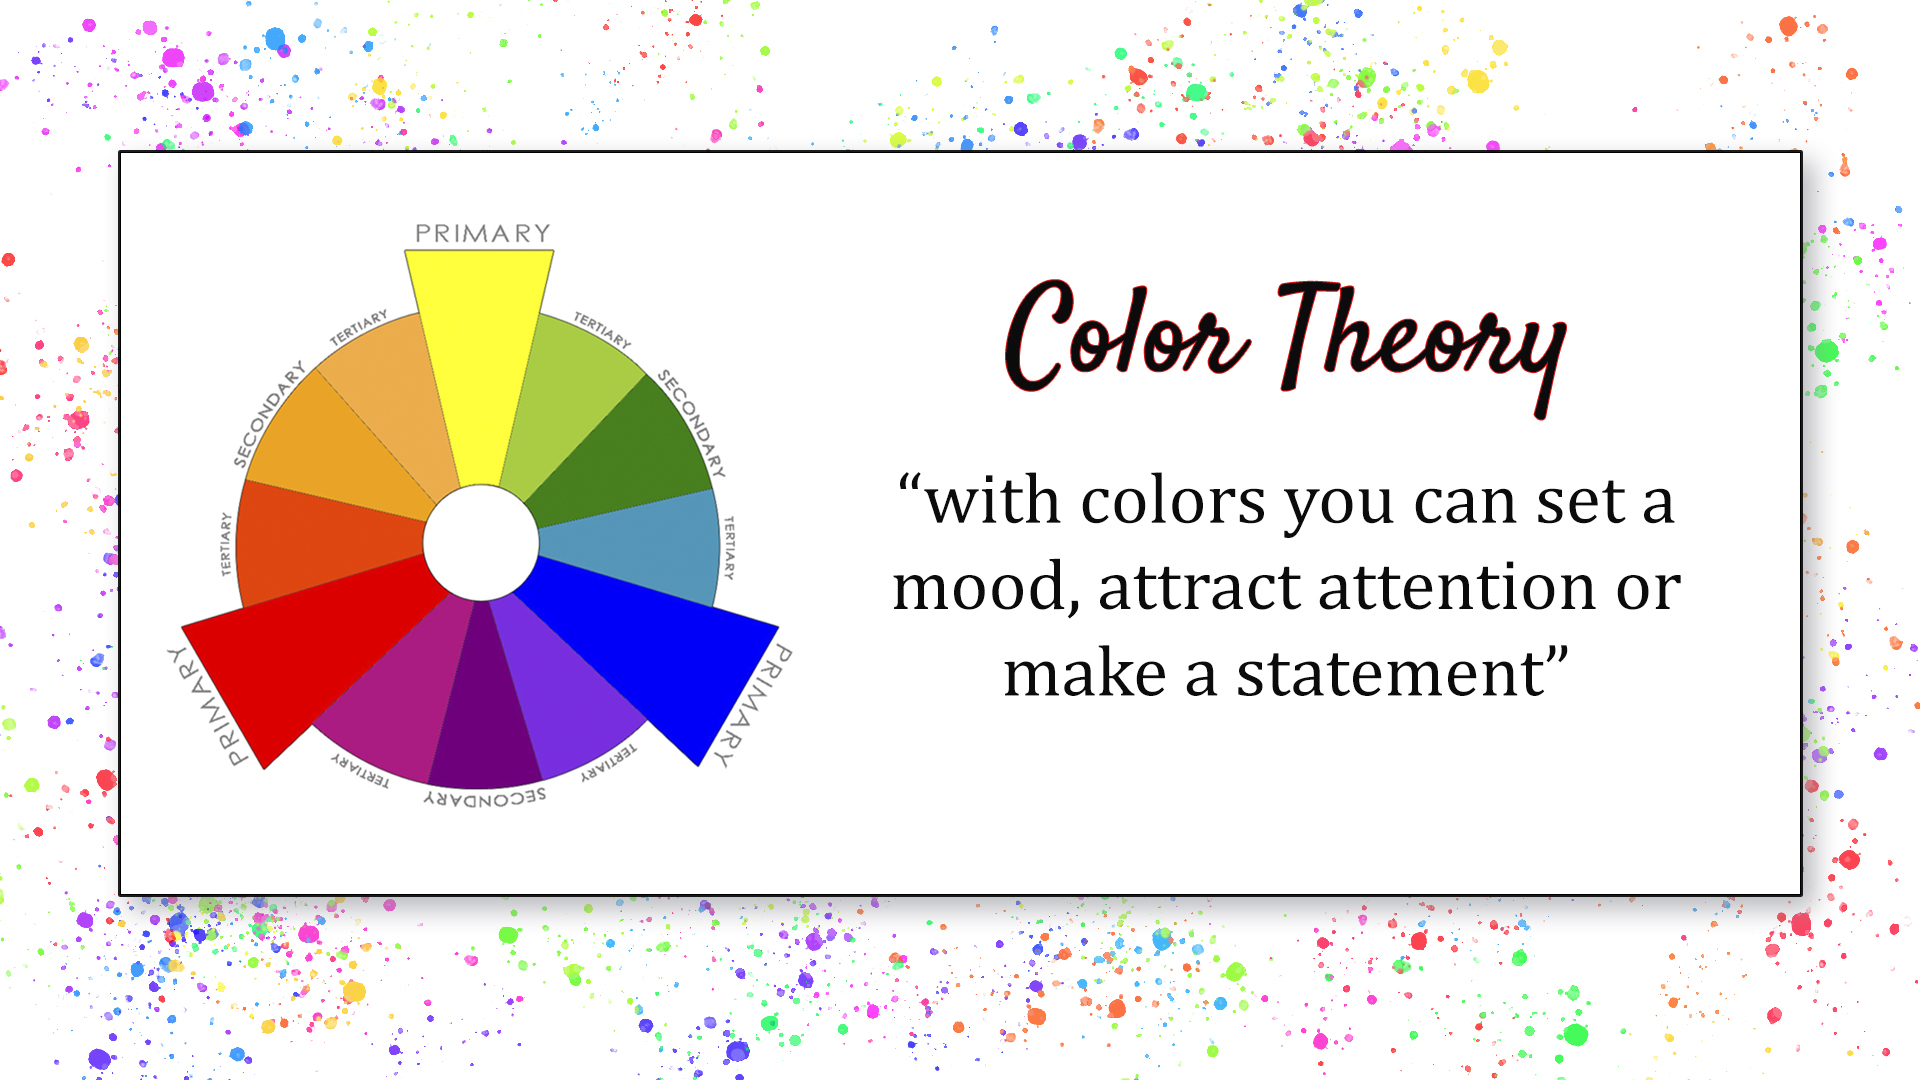 PRIMARY
TERTIARY
TERTIARY
SECONDARY
SECONDARY
TERTIARY
TERTIARY
PRIMARY
PRIMARY
TERTIARY
TERTIARY
SECONDARY
Color Theory
“with colors you can set a
mood, attract attention or
make a statement”